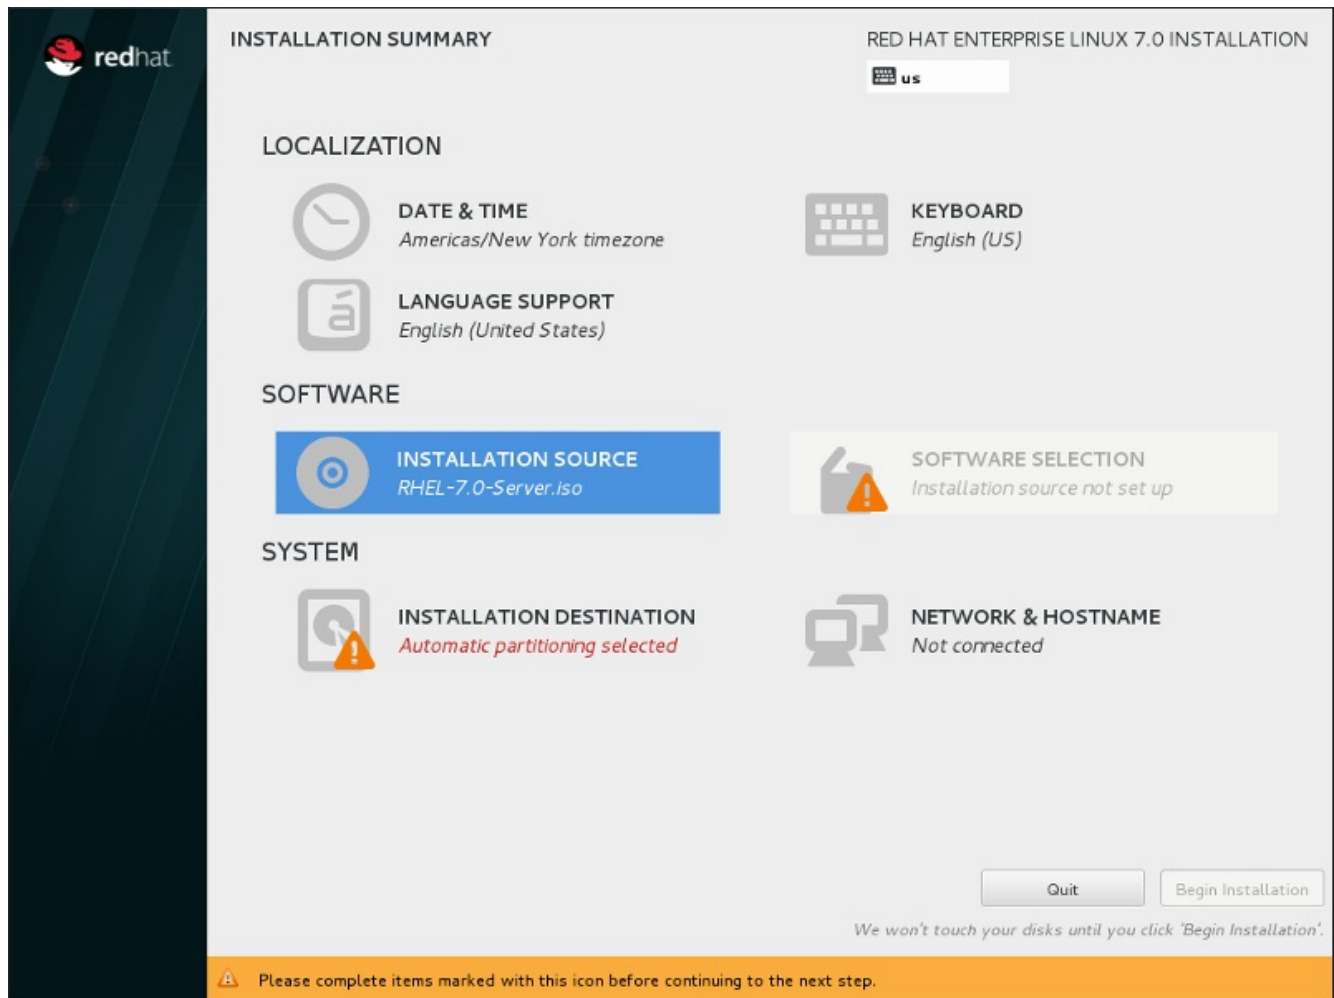 redhat
INSTALLATION SUMMARY
RED HAT ENTERPRISE LINUX 7.0 INSTALLATION
us
LOCALIZATION
DATE & TIME
Americas/New York timezone
KEYBOARD
English (US)
á
LANGUAGE SUPPORT
English (United States)
SOFTWARE
INSTALLATION SOURCE
RHEL-7.0-Server.iso
SOFTWARE SELECTION
Installation source not set up
SYSTEM
INSTALLATION DESTINATION
Automatic partitioning selected
NETWORK & HOSTNAME
Not connected
Quit
Begin Installation
We won't touch your disks until you click 'Begin Installation'.
Please complete items marked with this icon before continuing to the next step.